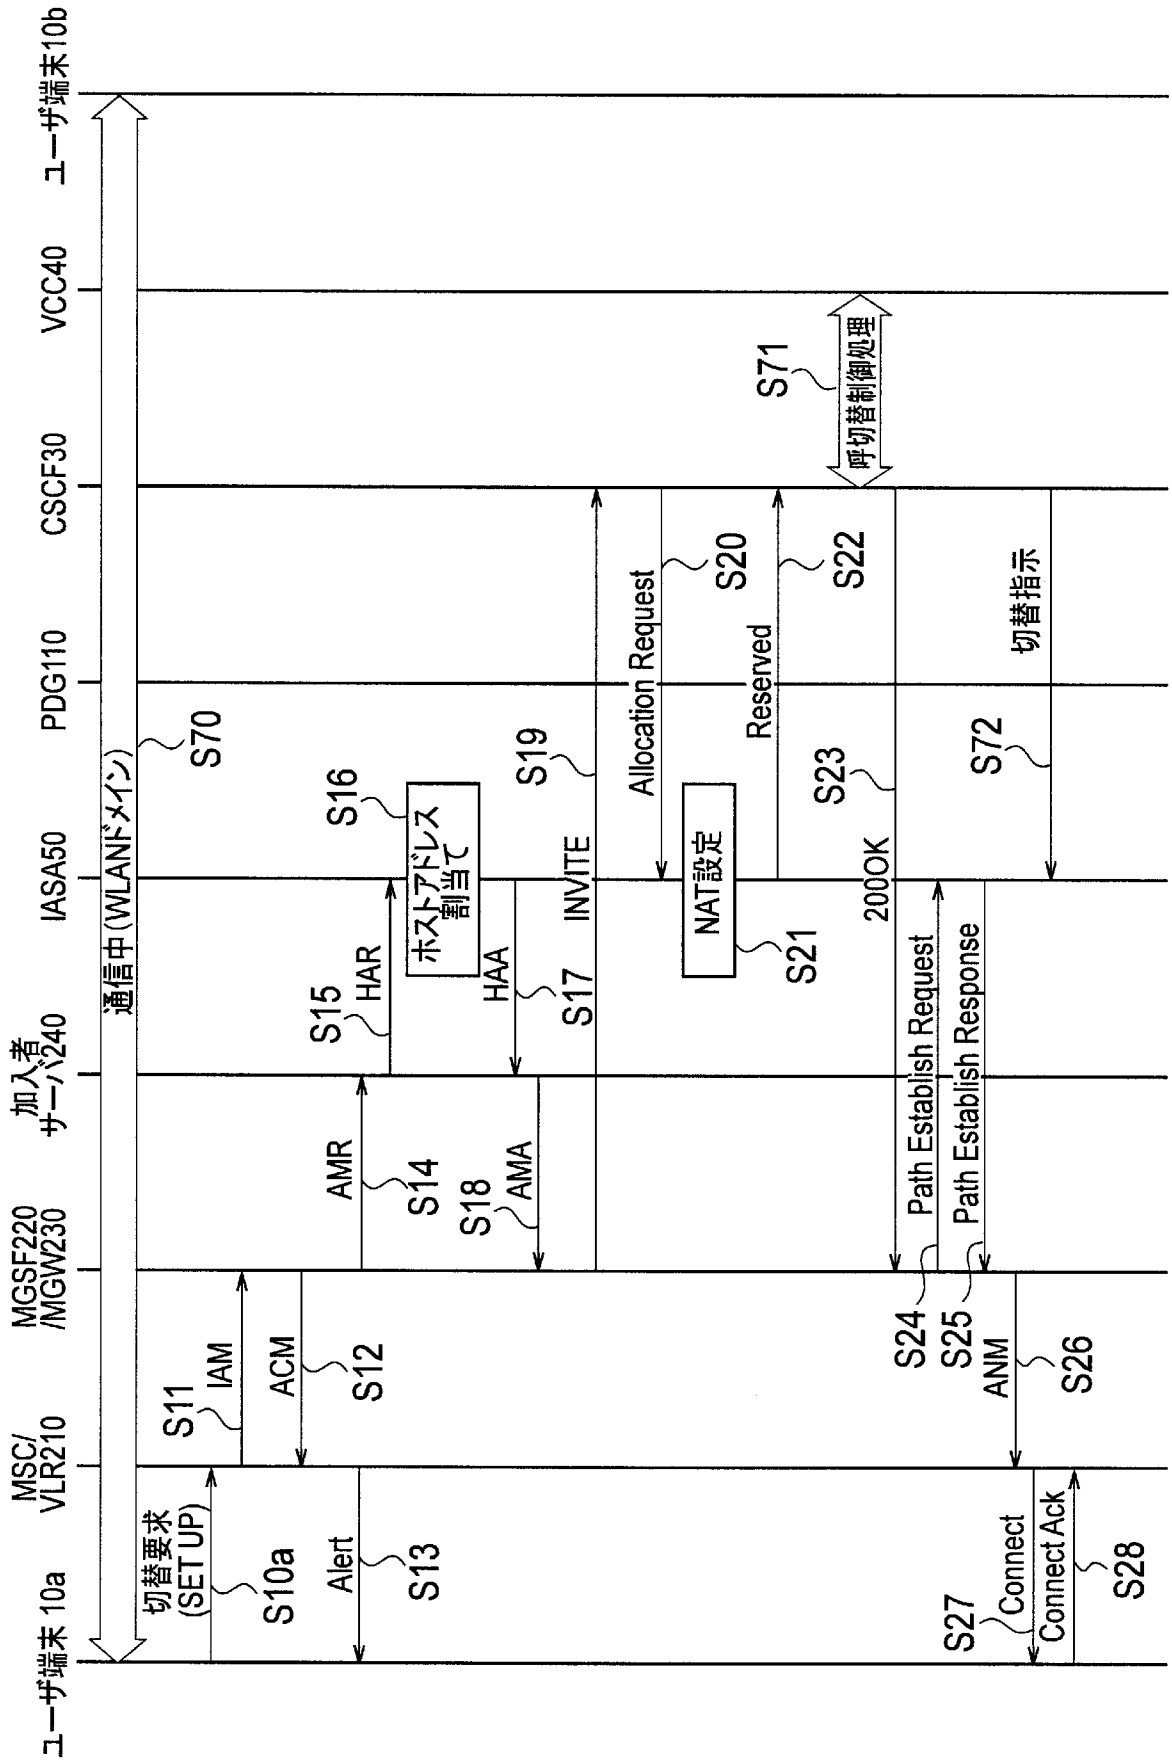 ユーザ端末 10a
MSC/
VLR210
MGSF220
/MGW230
加入者
サーバ240
IASA50
PDG110
CSCF30
VCC40
ユーザ端末10b
通信中(WLANドメイン)
S70
切替要求
(SET UP)
S10a
S11
IAM
ACM
S12
Alert
S13
AMR
S14
S15
HAR
S16
ホストアドレス
割当て
HAA
S17
S18
AMA
INVITE
S19
Allocation Request
S20
NAT設定
S21
Reserved
S22
S71
呼切替制御処理
200OK
S23
Path Establish Request
S24
Path Establish Response
S25
ANM
S26
切替指示
S72
Connect
S27
Connect Ack
S28